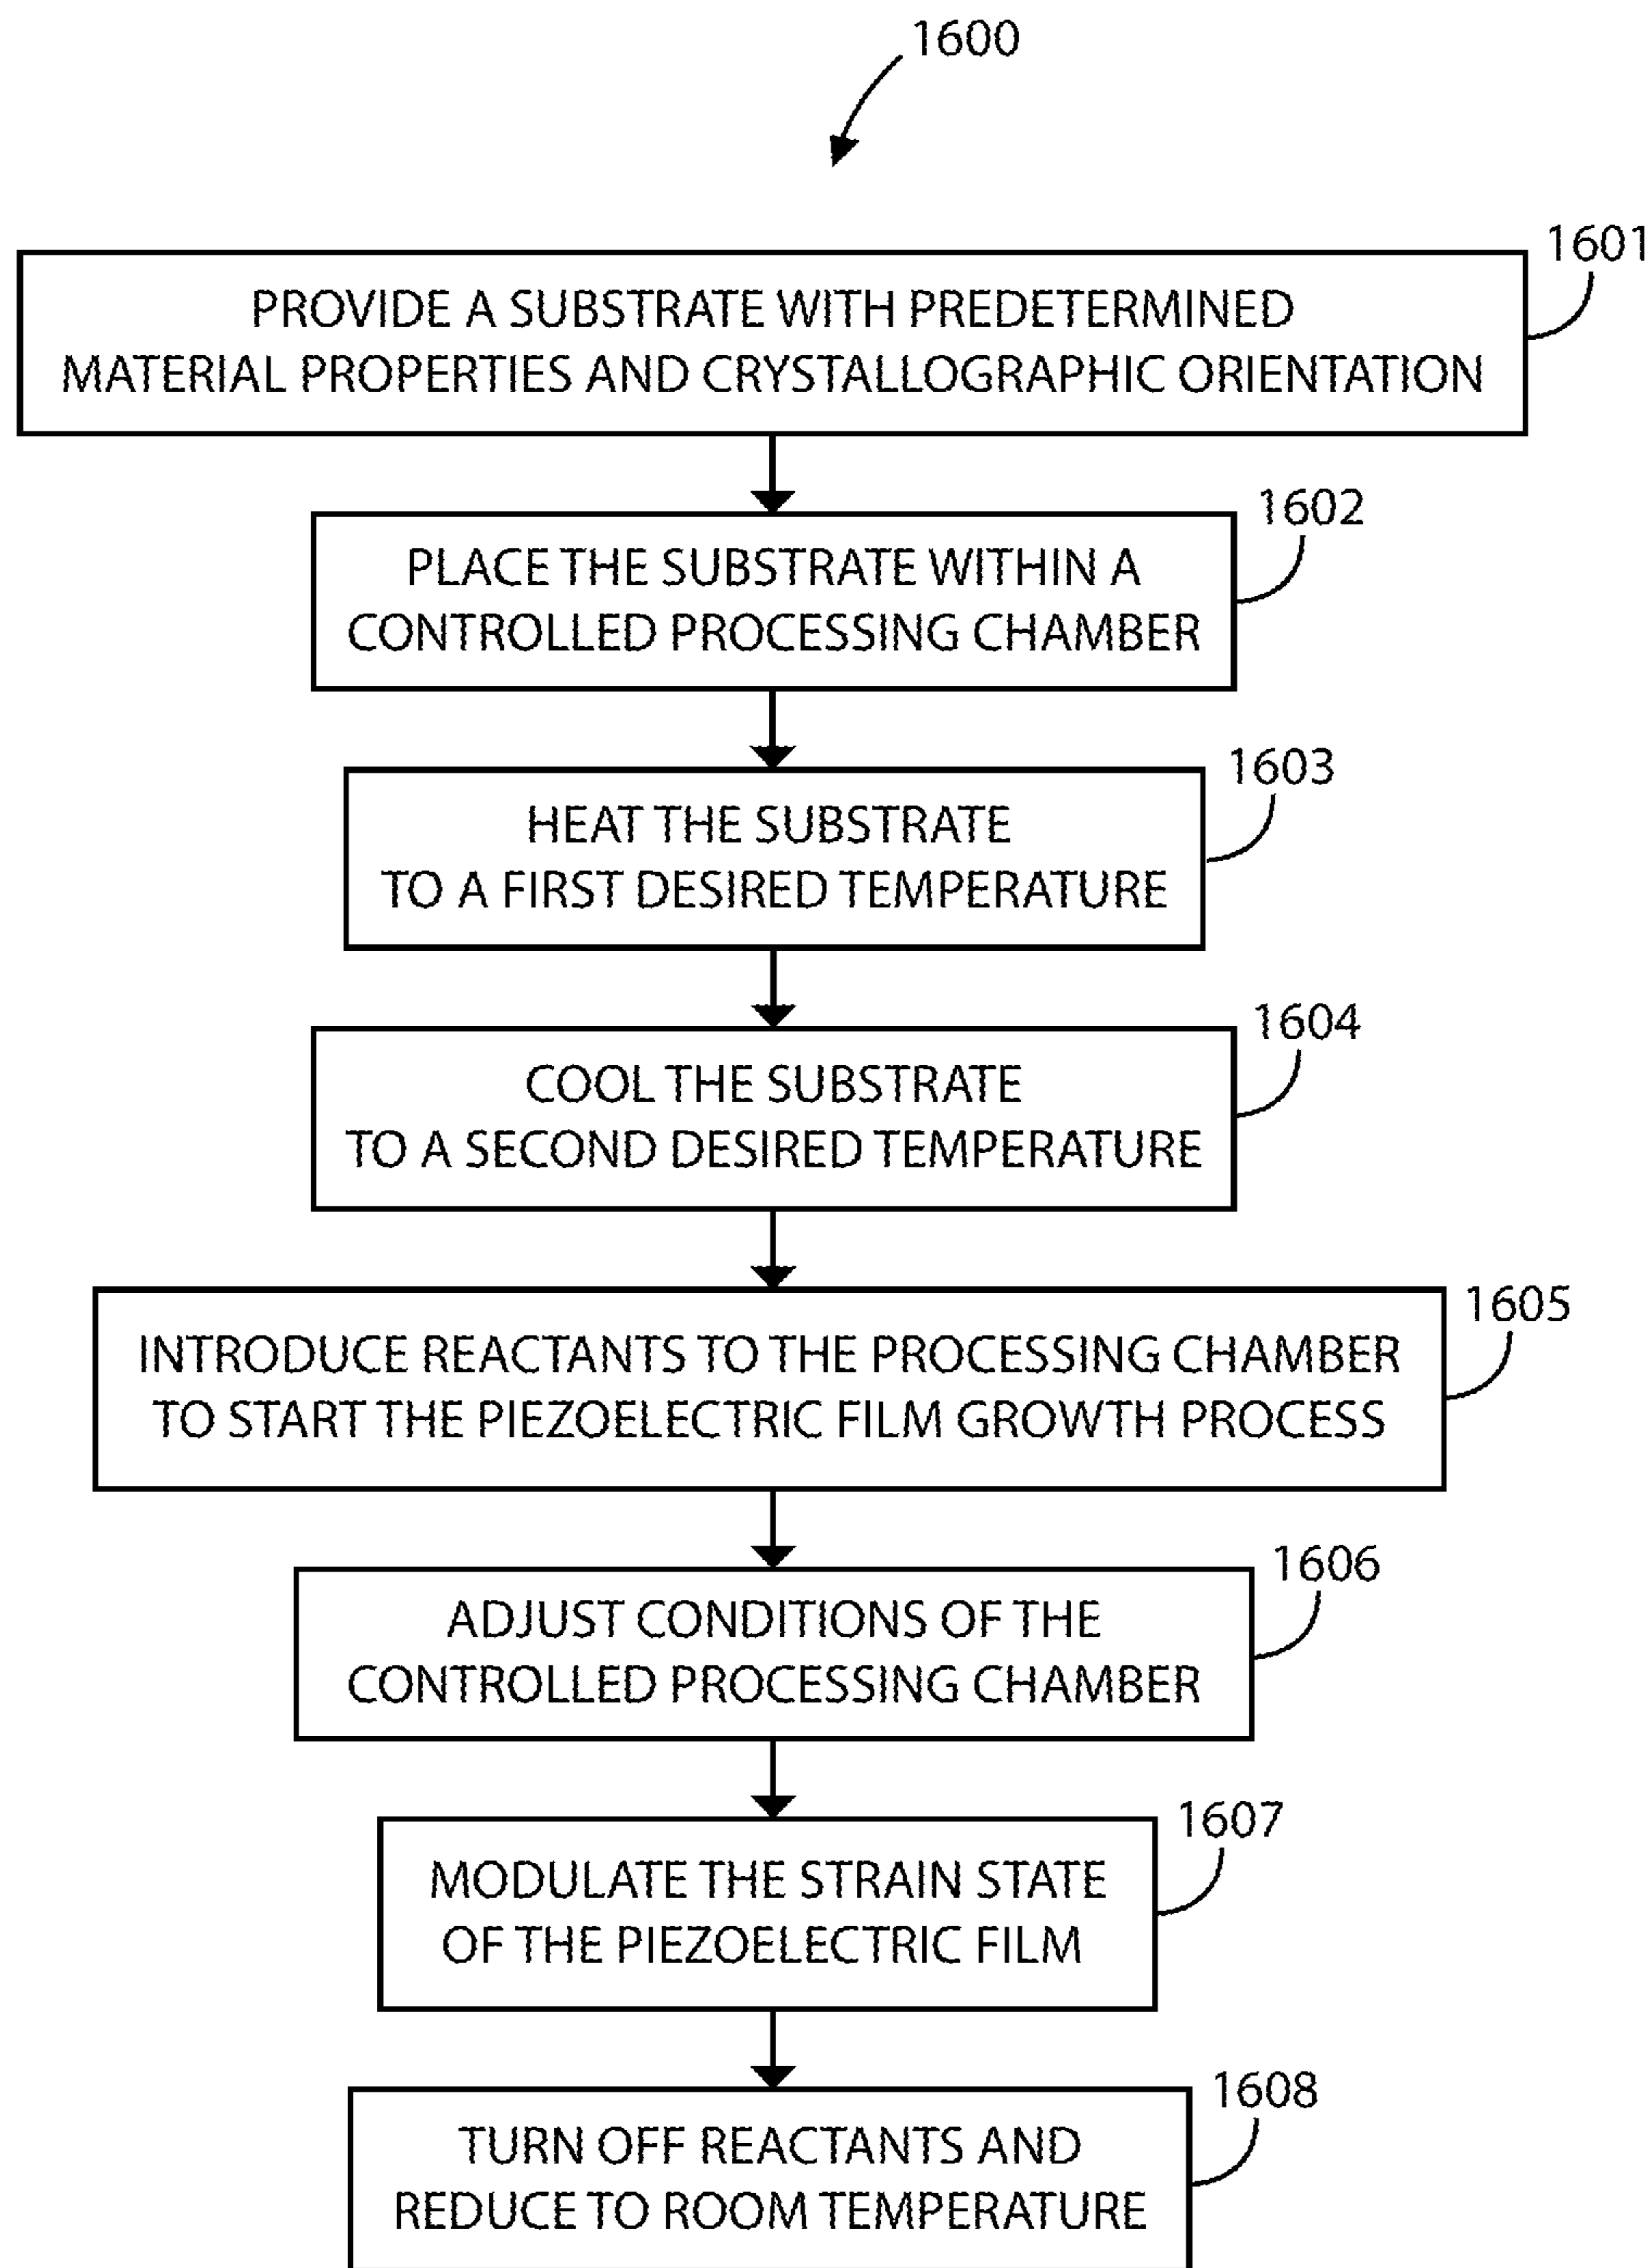 1600
1601
PROVIDE A SUBSTRATE WITH PREDETERMINED
MATERIAL PROPERTIES AND CRYSTALLOGRAPHIC ORIENTATION
1602
PLACE THE SUBSTRATE WITHIN A
CONTROLLED PROCESSING CHAMBER
1603
HEAT THE SUBSTRATE
TO A FIRST DESIRED TEMPERATURE
1604
COOL THE SUBSTRATE
TO A SECOND DESIRED TEMPERATURE
1605
INTRODUCE REACTANTS TO THE PROCESSING CHAMBER
TO START THE PIEZOELECTRIC FILM GROWTH PROCESS
1606
ADJUST CONDITIONS OF THE
CONTROLLED PROCESSING CHAMBER
1607
MODULATE THE STRAIN STATE
OF THE PIEZOELECTRIC FILM
1608
TURN OFF REACTANTS AND
REDUCE TO ROOM TEMPERATURE